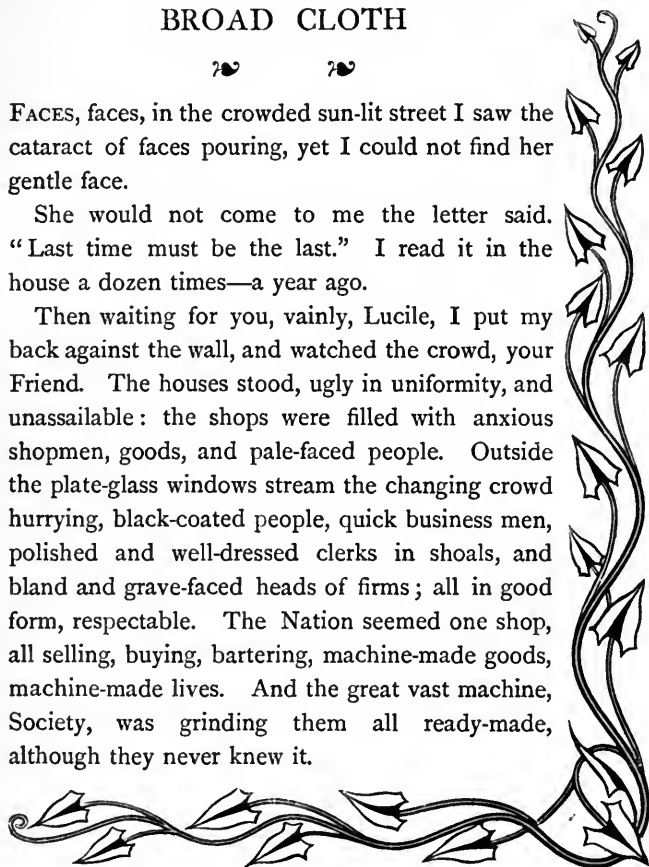 BROAD CLOTH
FACES, faces, in the crowded sun-lit street I saw the
cataract of faces pouring, yet I could not find her
gentle face.
She would not come to me the letter said.
“Last time must be the last.” I read it in the
house a dozen times—a year ago.
Then waiting for you, vainly, Lucile, I put my
back against the wall, and watched the crowd, your
Friend. The houses stood, ugly in uniformity, and
unassailable: the shops were filled with anxious
shopmen, goods, and pale-faced people. Outside
the plate-glass windows stream the changing crowd
hurrying, black-coated people, quick business men,
polished and well-dressed clerks in shoals, and
bland and grave-faced heads of firms; all in good
form, respectable. The Nation seemed one shop,
all selling, buying, bartering, machine-made goods,
machine-made lives. And the great vast machine,
Society, was grinding them all ready-made,
although they never knew it.